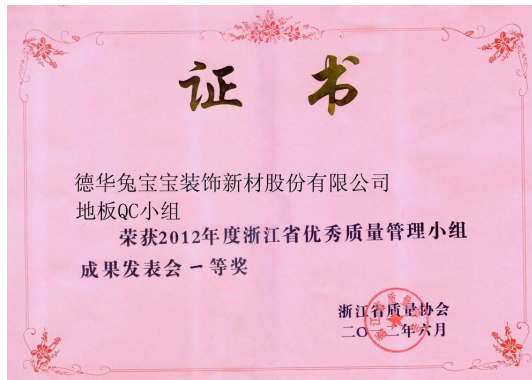 证 书
德华兔宝宝装饰新材股份有限公司
地板QC小组
荣获2012年度浙江省优秀质量管理小组
成果发表会一等奖
浙江省质量协会
二〇一二年六月